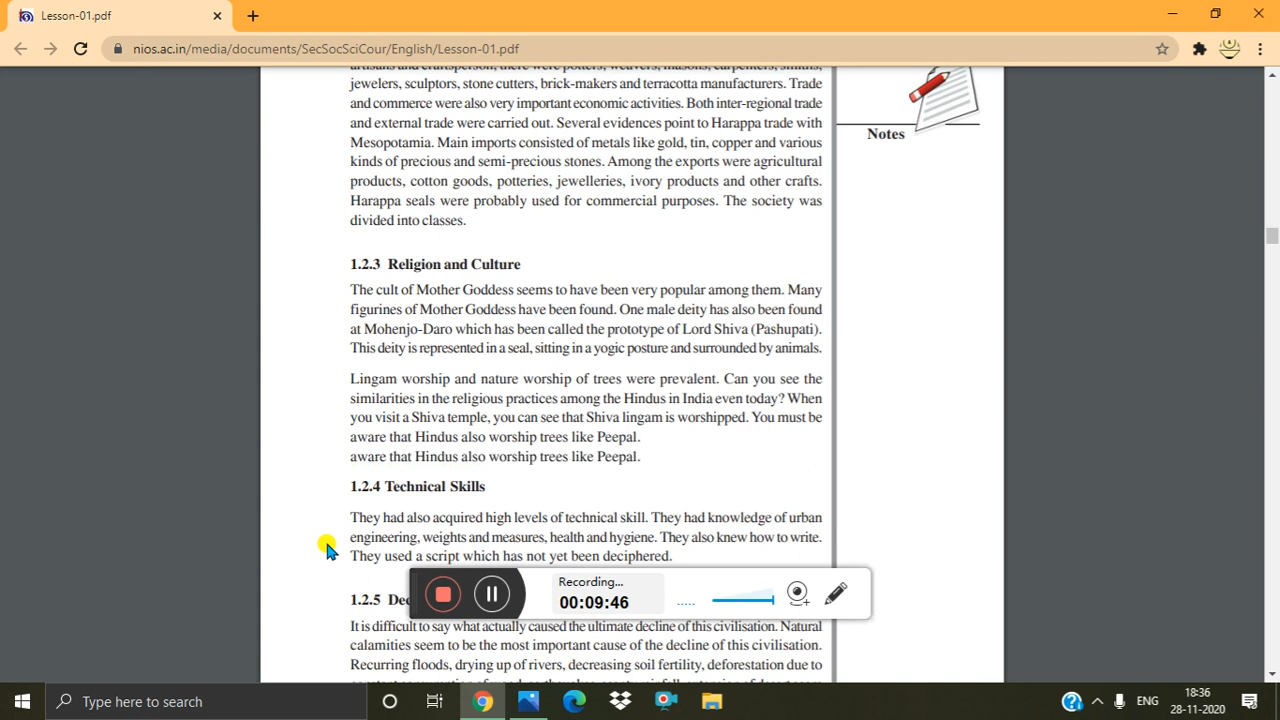 Lesson-01.pdf
nios.ac.in/media/documents/SecSocSciCour/English/Lesson-01.pdf
artisans and craftsperson, there were potters, weavers, masons, carpenters, smiths,
jewelers, sculptors, stone cutters, brick-makers and terracotta manufacturers. Trade
and commerce were also very important economic activities. Both inter-regional trade
and external trade were carried out. Several evidences point to Harappa trade with
Mesopotamia. Main imports consisted of metals like gold, tin, copper and various
kinds of precious and semi-precious stones. Among the exports were agricultural
products, cotton goods, potteries, jewelleries, ivory products and other crafts.
Harappa seals were probably used for commercial purposes. The society was
divided into classes.
Notes
1.2.3 Religion and Culture
The cult of Mother Goddess seems to have been very popular among them. Many
figurines of Mother Goddess have been found. One male deity has also been found
at Mohenjo-Daro which has been called the prototype of Lord Shiva (Pashupati).
This deity is represented in a seal, sitting in a yogic posture and surrounded by animals.
Lingam worship and nature worship of trees were prevalent. Can you see the
similarities in the religious practices among the Hindus in India even today? When
you visit a Shiva temple, you can see that Shiva lingam is worshipped. You must be
aware that Hindus also worship trees like Peepal.
aware that Hindus also worship trees like Peepal.
1.2.4 Technical Skills
They had also acquired high levels of technical skill. They had knowledge of urban
engineering, weights and measures, health and hygiene. They also knew how to write.
They used a script which has not yet been deciphered.
Recording...
00:09:46
1.2.5 De
It is difficult to say what actually caused the ultimate decline of this civilisation. Natural
calamities seem to be the most important cause of the decline of this civilisation.
Recurring floods, drying up of rivers, decreasing soil fertility, deforestation due to
Type here to search
ENG
18:36
28-11-2020